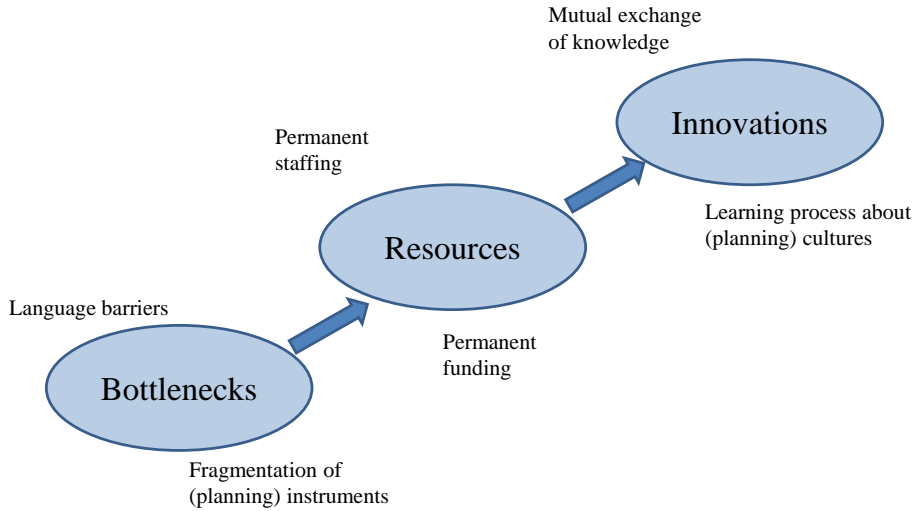 Mutual exchange
of knowledge
Innovations
Permanent
staffing
Learning process about
(planning) cultures
Resources
Language barriers
Permanent
funding
Bottlenecks
Fragmentation of
(planning) instruments